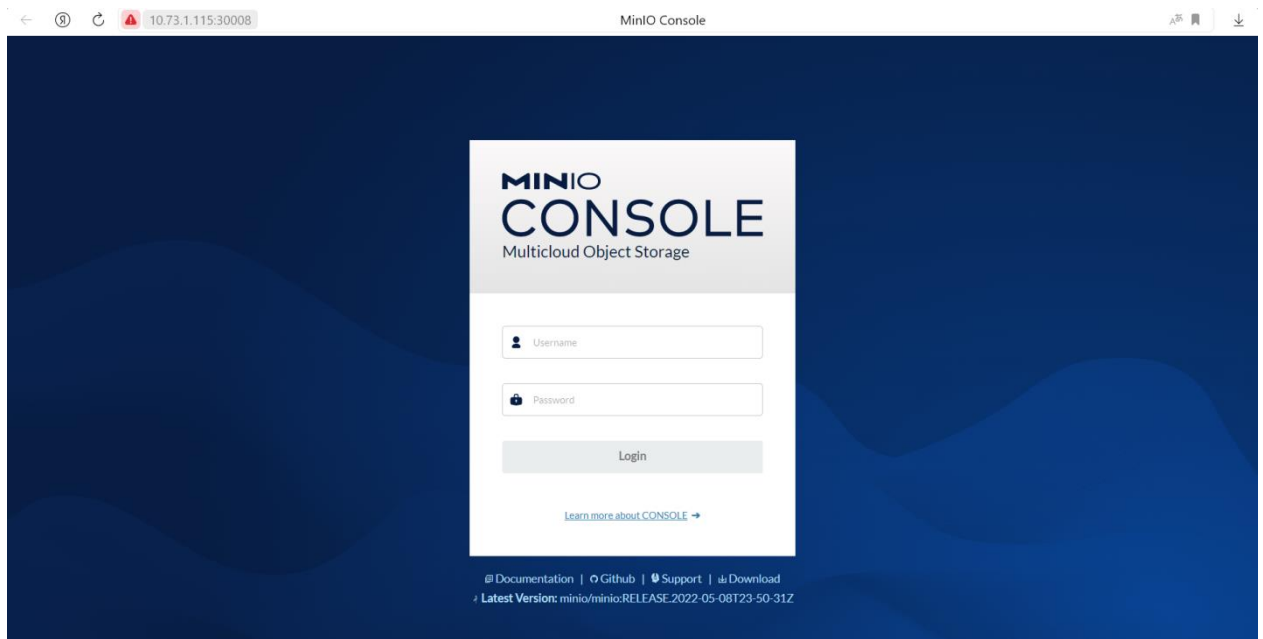 10.73.1.115:30008
MinIO Console
MINIO
CONSOLE
Multicloud Object Storage
Username
Password
Login
Learn more about CONSOLE ➔
Documentation | Github | Support | Download
Latest Version: minio/minio:RELEASE.2022-05-08T23-50-31Z